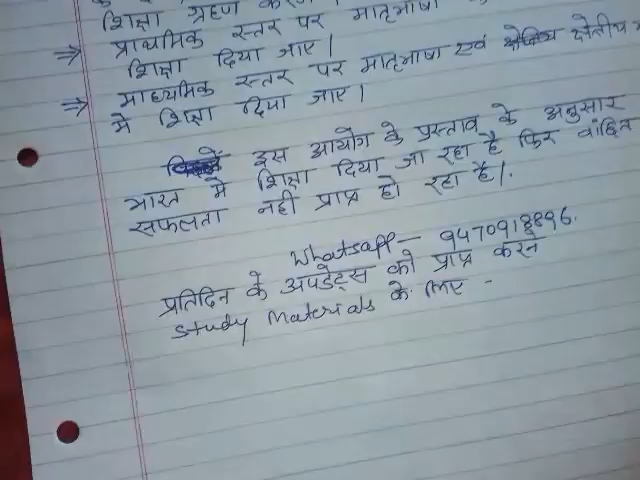 शिक्षा ग्रहण
⇒ प्राथमिक स्तर पर मातृभाषा
शिक्षा दिया जाए।
⇒ माध्यमिक स्तर पर मातृभाषा एवं क्षेत्रीय
मे शिक्षा दिया जाए।
इस आयोग के प्रस्ताव के अनुसार
भारत मे शिक्षा दिया जा रहा है फिर वांछित
सफलता नही प्राप्त हो रहा है।.
Whatsapp - 9470918896.
प्रतिदिन के अपडेट्स को प्राप्त करने
Study Materials के लिए -